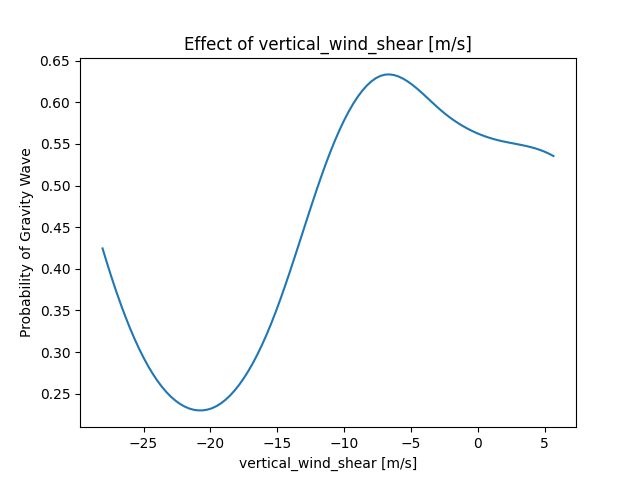 Effect of vertical_wind_shear [m/s]
0.65
0.60
0.55
0.50
0.45
0.40
0.35
0.30
0.25
Probability of Gravity Wave
−25 −20 −15 −10 −5 0 5
vertical_wind_shear [m/s]